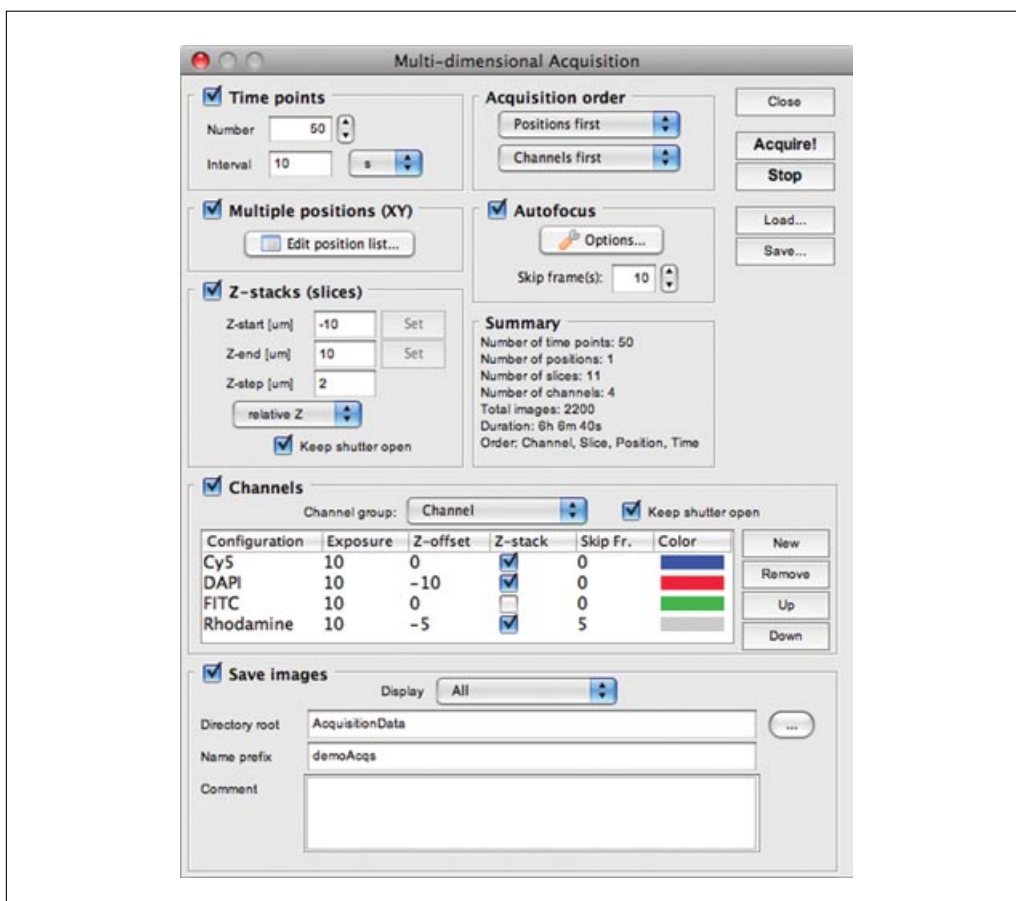 Multi-dimensional Acquisition
Time points
Number 50
Interval 10 s
Acquisition order
Positions first
Channels first
Close
Acquire!
Stop
Load...
Save...
Multiple positions (XY)
Edit position list...
Autofocus
Options...
Skip frame(s): 10
Z-stacks (slices)
Z-start [um] -10 Set
Z-end [um] 10 Set
Z-step [um] 2
relative Z
Keep shutter open
Summary
Number of time points: 50
Number of positions: 1
Number of slices: 11
Number of channels: 4
Total images: 2200
Duration: 6h 6m 40s
Order: Channel, Slice, Position, Time
Channels
Channel group: Channel Keep shutter open
Configuration Exposure Z-offset Z-stack Skip Fr. Color
Cy5 10 0 0
DAPI 10 -10 0
FITC 10 0 0
Rhodamine 10 -5 5
New
Remove
Up
Down
Save images
Display All
Directory root AcquisitionData ...
Name prefix demoAcqs
Comment